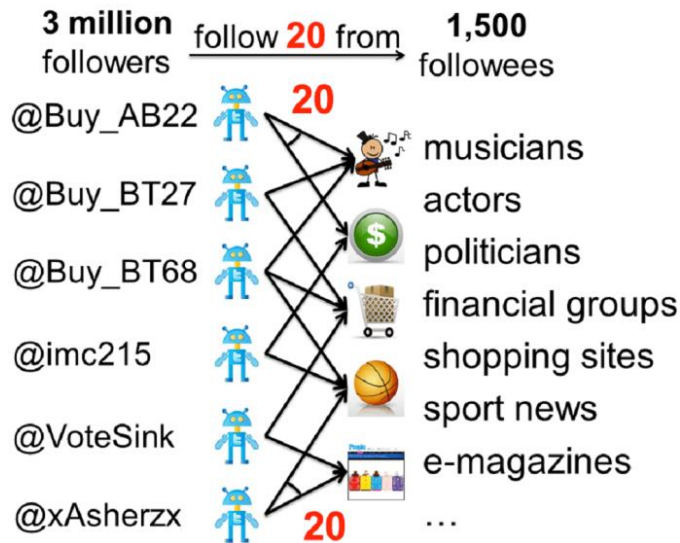 3 million
followers
follow 20 from
1,500
followees
20
@Buy_AB22
@Buy_BT27
@Buy_BT68
@imc215
@VoteSink
@xAsherzx
$
musicians
actors
politicians
financial groups
shopping sites
sport news
e-magazines
...
20